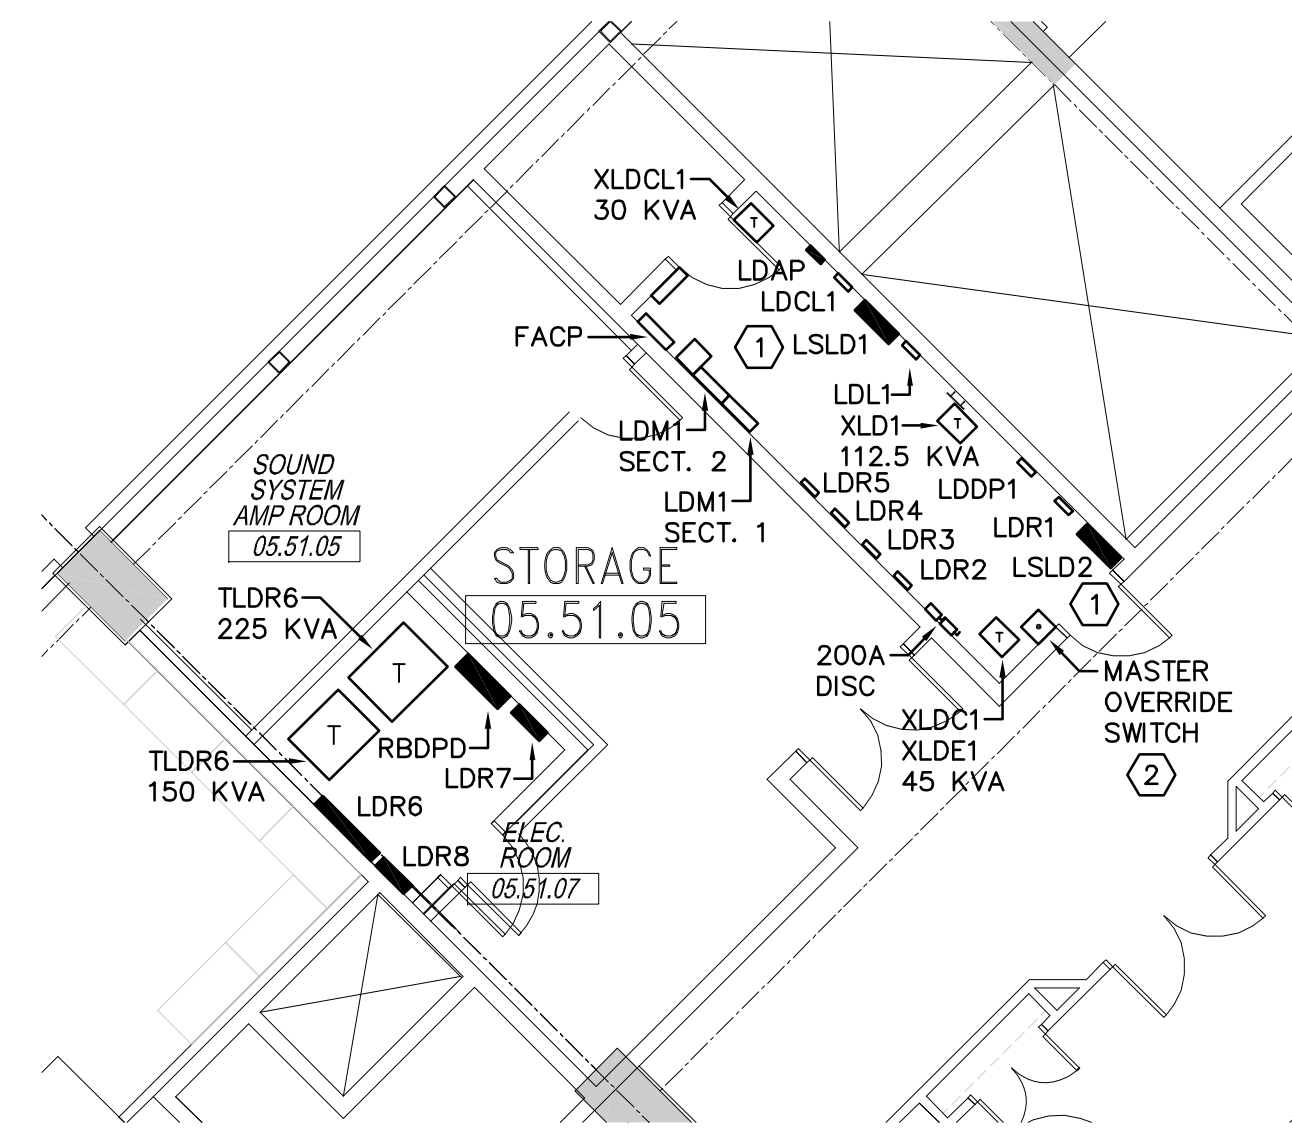 XLDCL1
30 KVA
T
LDAP
LDCL1
FACP
1
LSLD1
LDL1
XLD1
112.5 KVA
T
LDM1
SECT. 2
LDM1
SECT. 1
LDDP1
LDR5
LDR4
LDR3
LDR2
LDR1
LSLD2
1
SOUND
SYSTEM
AMP ROOM
05.51.05
STORAGE
05.51.05
TLDR6
225 KVA
T
200A
DISC
T
MASTER
OVERRIDE
SWITCH
2
XLDC1
XLDE1
45 KVA
T
RBDPD
LDR7
TLDR6
150 KVA
LDR6
LDR8
ELEC.
ROOM
05.51.07